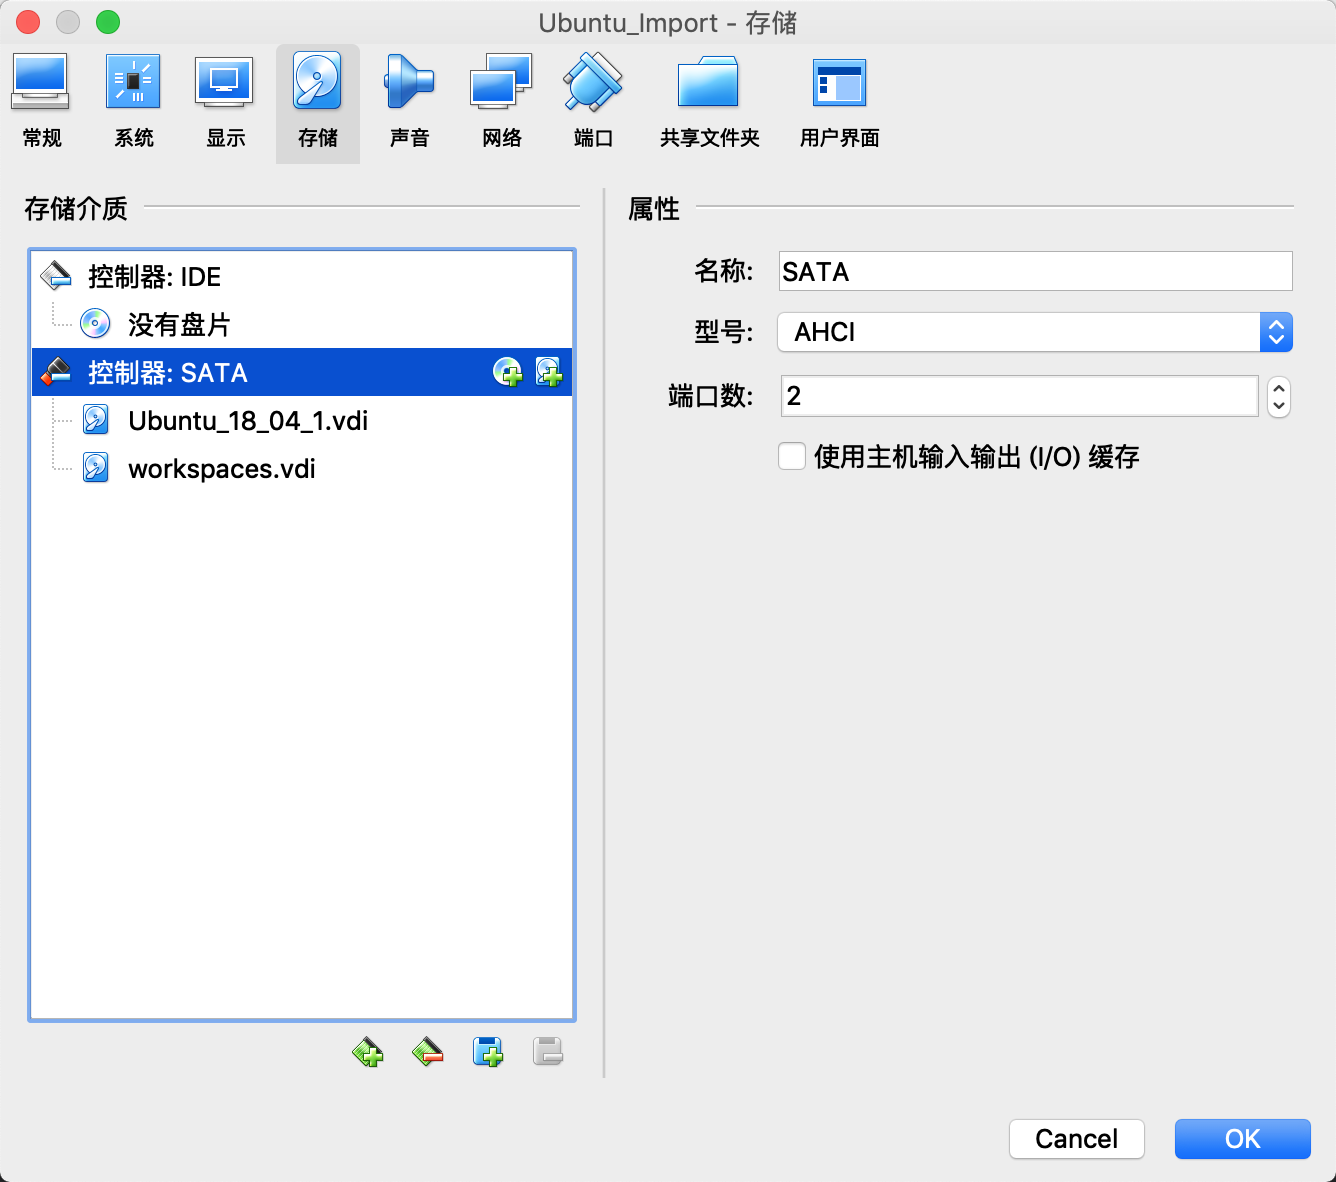 Ubuntu_Import - 存储
常规 系统 显示 存储 声音 网络 端口 共享文件夹 用户界面
存储介质
控制器: IDE
没有盘片
控制器: SATA
Ubuntu_18_04_1.vdi
workspaces.vdi
属性
名称: SATA
型号: AHCI
端口数: 2
使用主机输入输出 (I/O) 缓存
Cancel OK